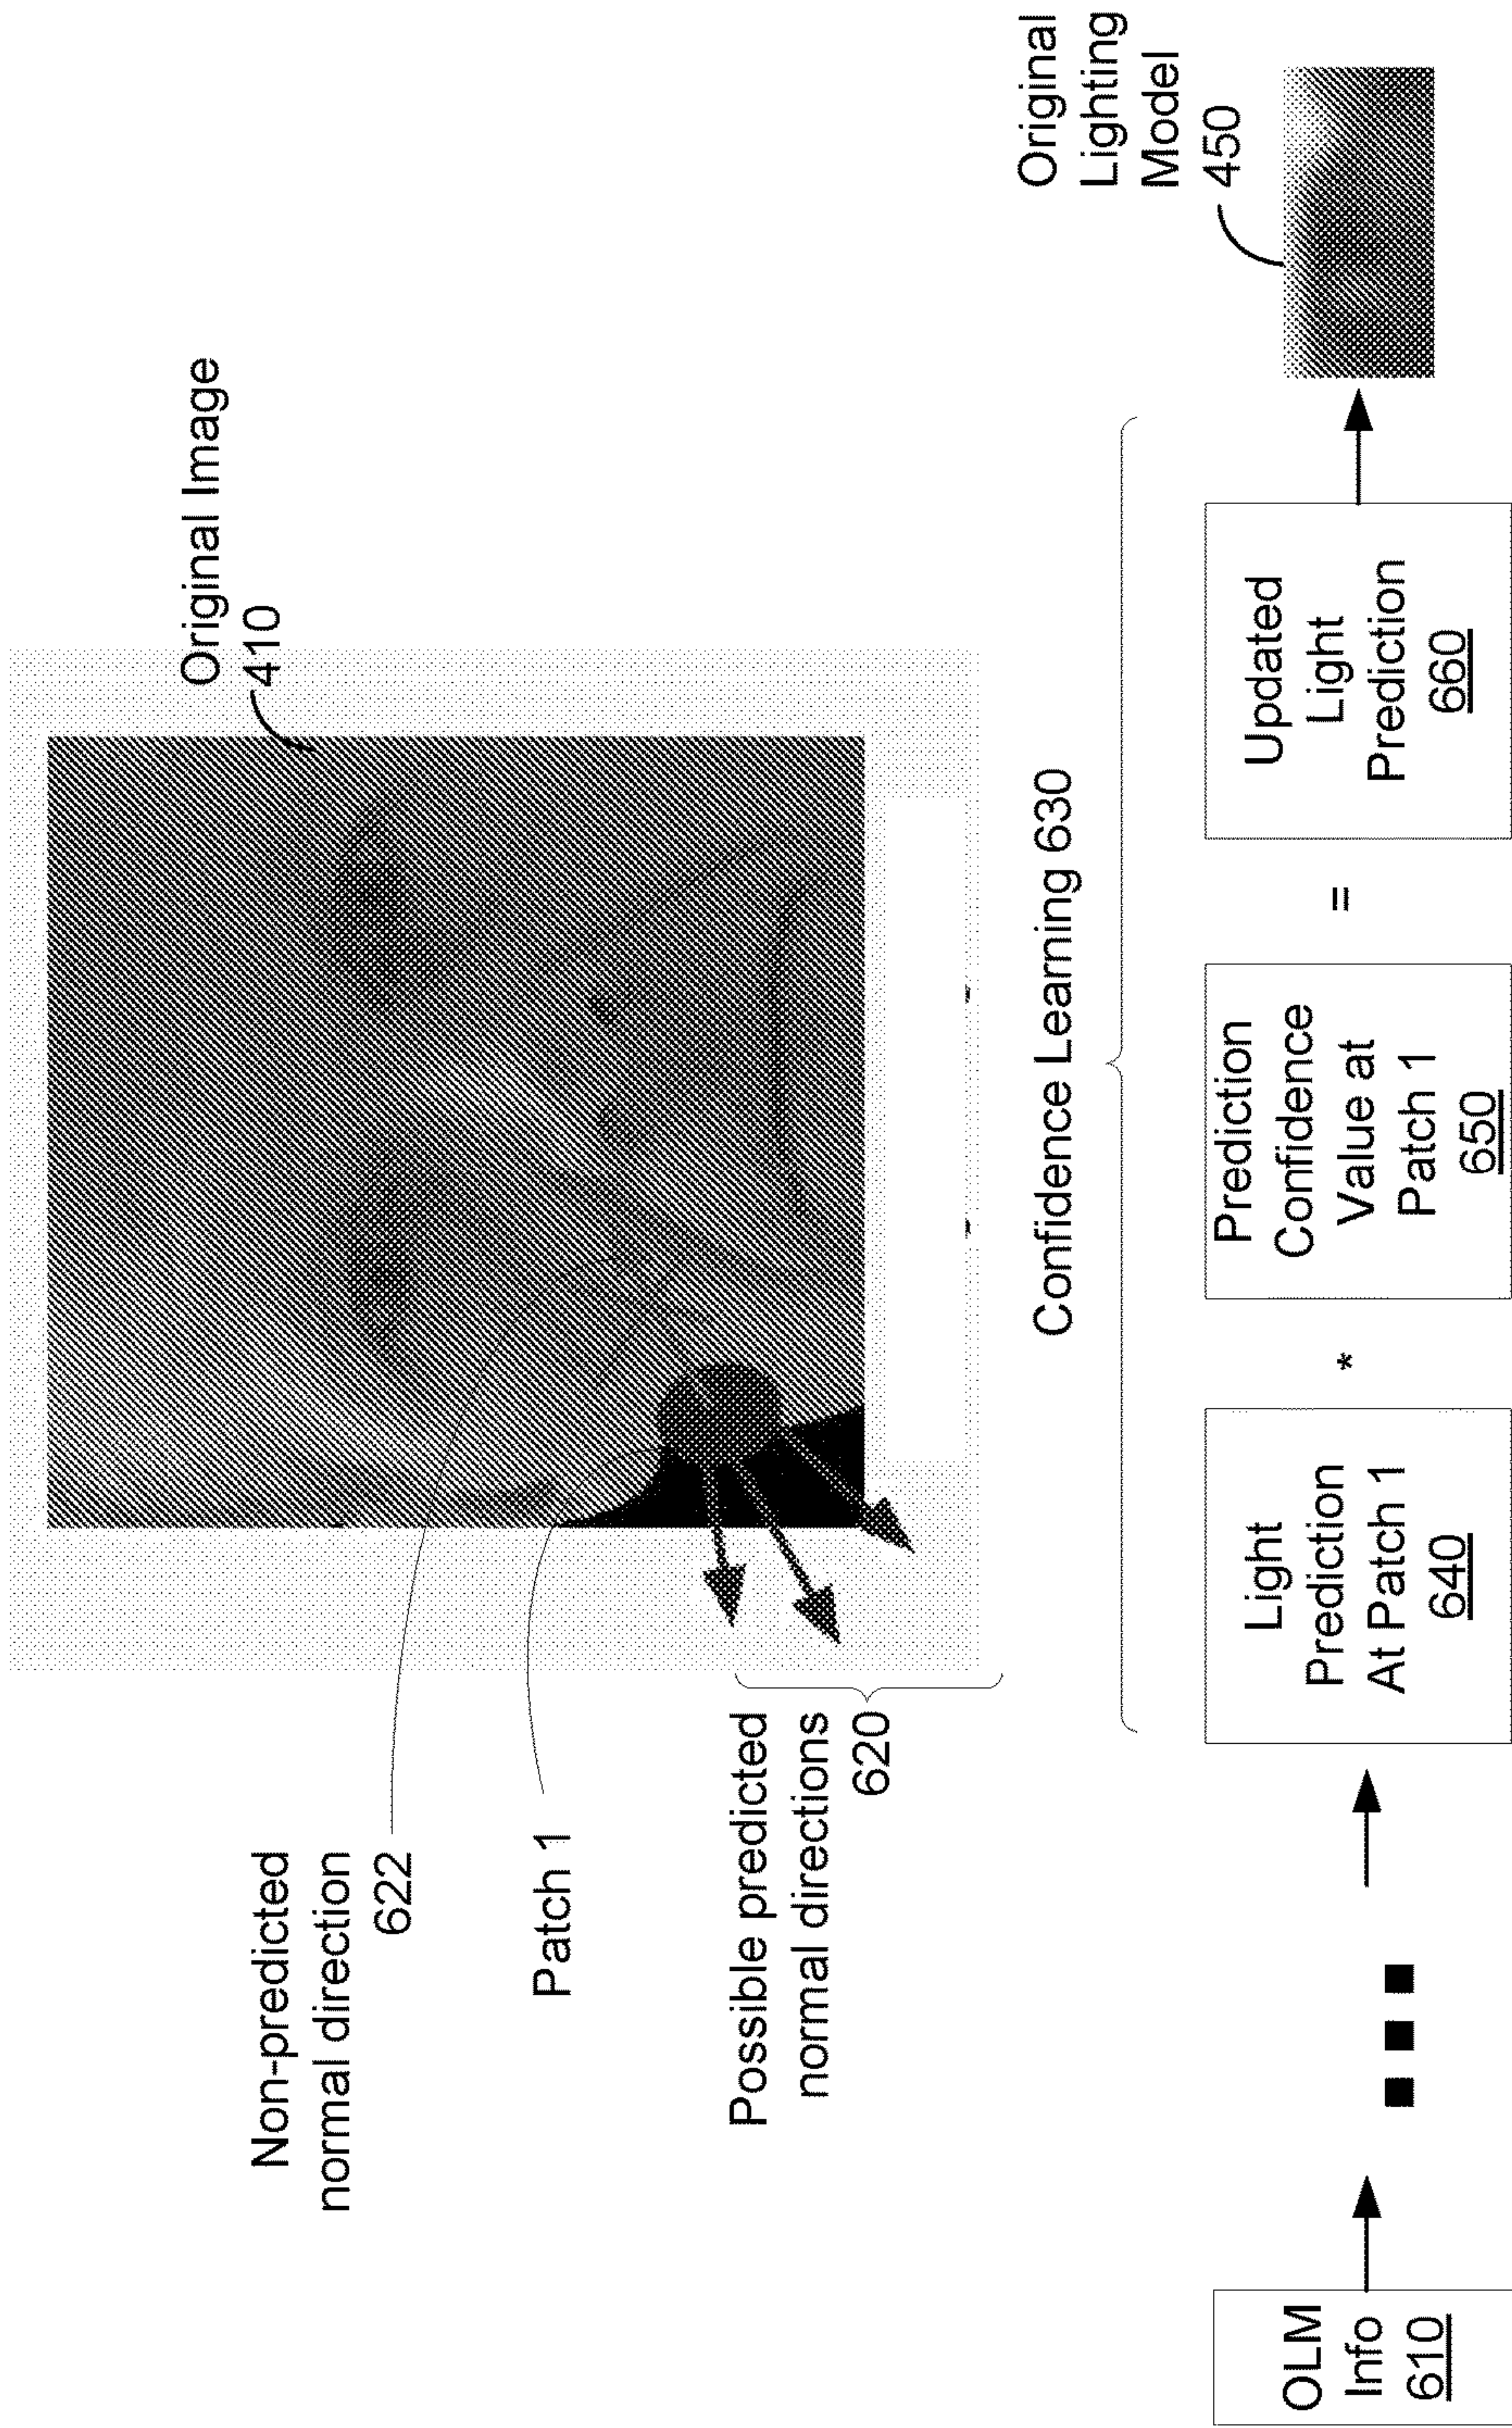 Original Image
410
Non-predicted
normal direction
622
Patch 1
Possible predicted
normal directions
620
Confidence Learning 630
OLM
Info
610
Light
Prediction
At Patch 1
640
*
Prediction
Confidence
Value at
Patch 1
650
=
Updated
Light
Prediction
660
Original
Lighting
Model
450